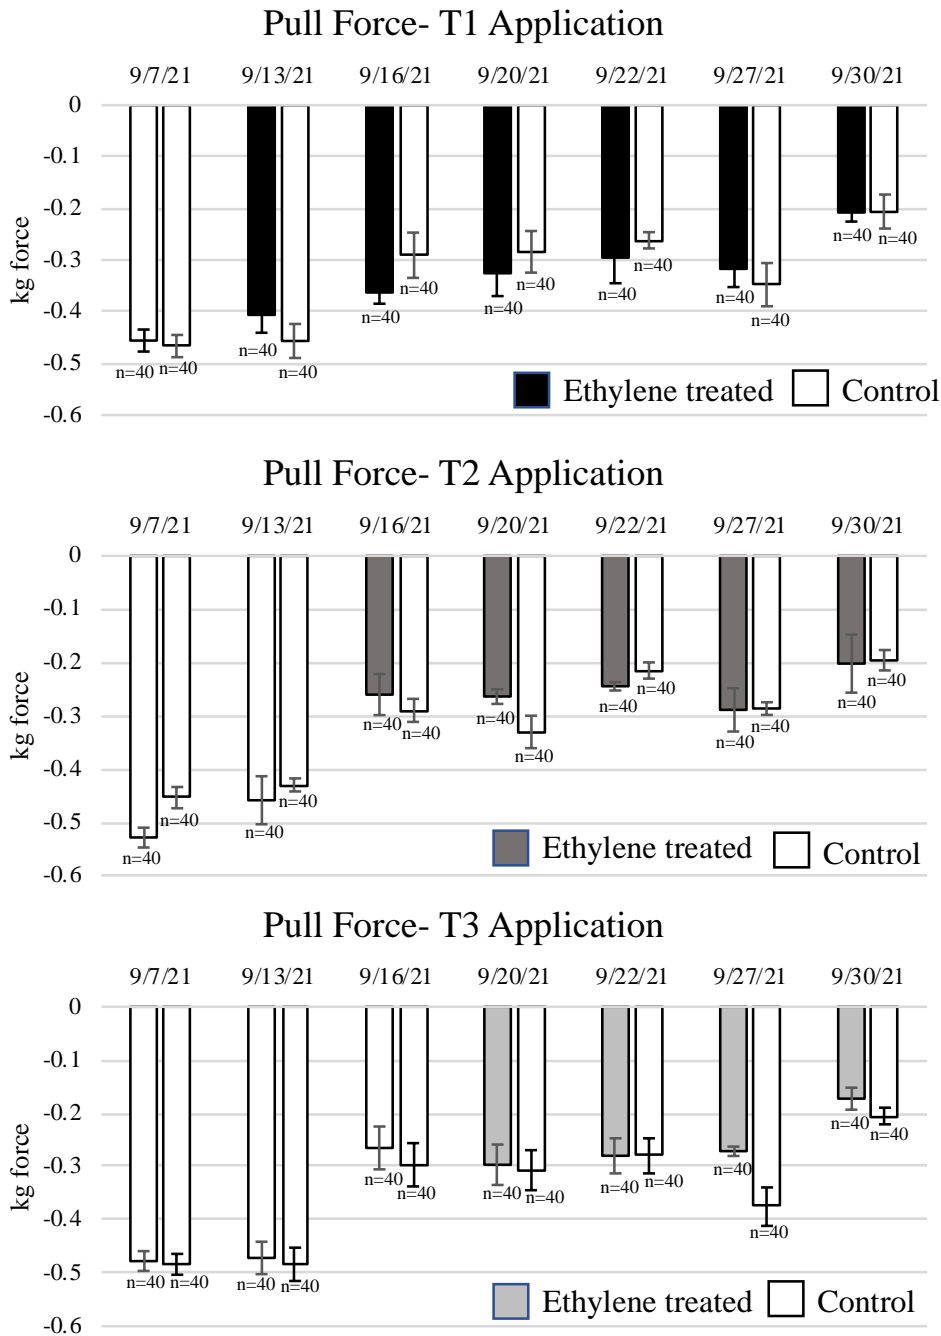 Pull Force- T1 Application
9/7/21 9/13/21 9/16/21 9/20/21 9/22/21 9/27/21 9/30/21
0
-0.1
-0.2
-0.3
-0.4
-0.5
-0.6
kg force
n=40 n=40 n=40 n=40 n=40 n=40 n=40 n=40 n=40 n=40 n=40 n=40 n=40 n=40
Ethylene treated Control
Pull Force- T2 Application
9/7/21 9/13/21 9/16/21 9/20/21 9/22/21 9/27/21 9/30/21
0
-0.1
-0.2
-0.3
-0.4
-0.5
-0.6
kg force
n=40 n=40 n=40 n=40 n=40 n=40 n=40 n=40 n=40 n=40 n=40 n=40 n=40 n=40
Ethylene treated Control
Pull Force- T3 Application
9/7/21 9/13/21 9/16/21 9/20/21 9/22/21 9/27/21 9/30/21
0
-0.1
-0.2
-0.3
-0.4
-0.5
-0.6
kg force
n=40 n=40 n=40 n=40 n=40 n=40 n=40 n=40 n=40 n=40 n=40 n=40 n=40 n=40
Ethylene treated Control